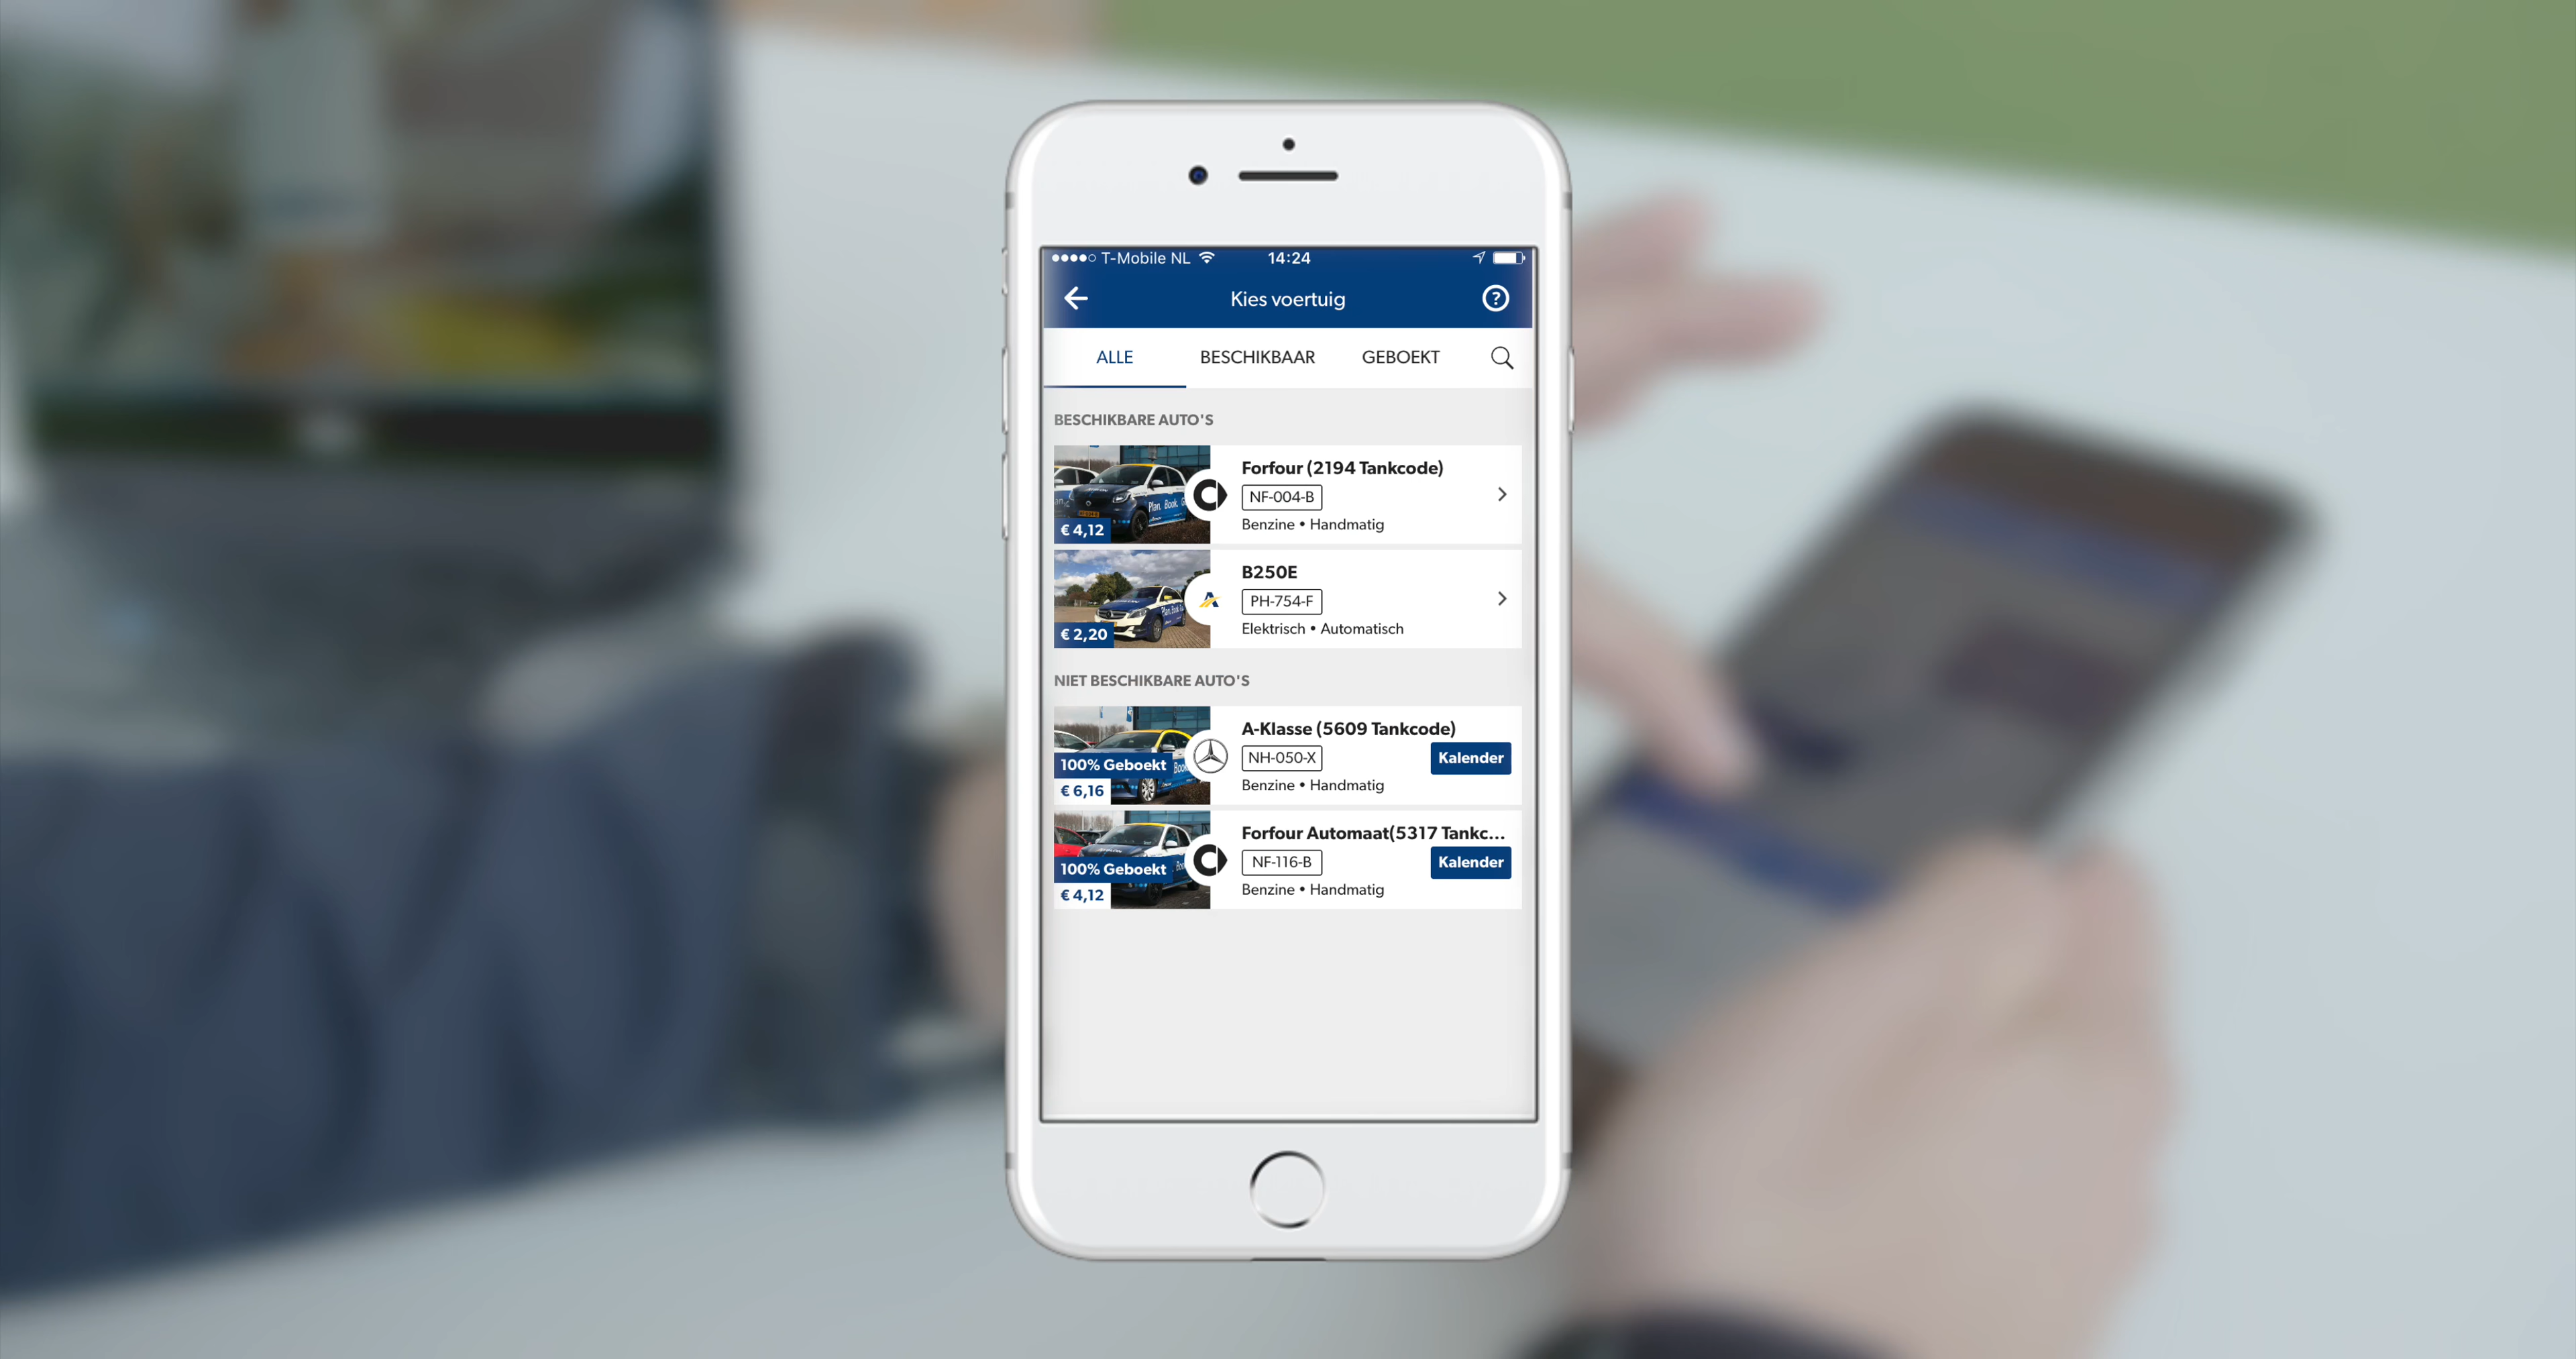 T-Mobile NL 14:24
Kies voertuig ?
ALLE BESCHIKBAAR GEBOEKT
BESCHIKBARE AUTO'S
Forfour (2194 Tankcode)
NF-004-B
Plan. Book.
€ 4,12
Benzine • Handmatig
B250E
PH-754-F
€ 2,20
Elektrisch • Automatisch
NIET BESCHIKBARE AUTO'S
A-Klasse (5609 Tankcode)
NH-050-X
Kalender
100% Geboekt
€ 6,16
Benzine • Handmatig
Forfour Automaat(5317 Tankc...
NF-116-B
Kalender
100% Geboekt
€ 4,12
Benzine • Handmatig